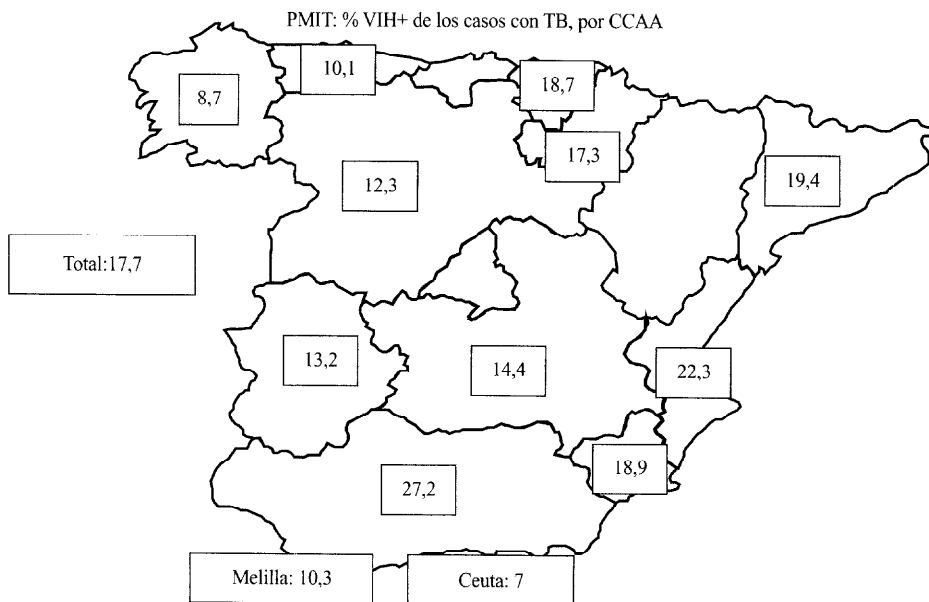 PMIT: % VIH+ de los casos con TB, por CCAA
10,1
18,7
8,7
17,3
12,3
19,4
Total:17,7
13,2
14,4
22,3
18,9
27,2
Melilla: 10,3
Ceuta: 7